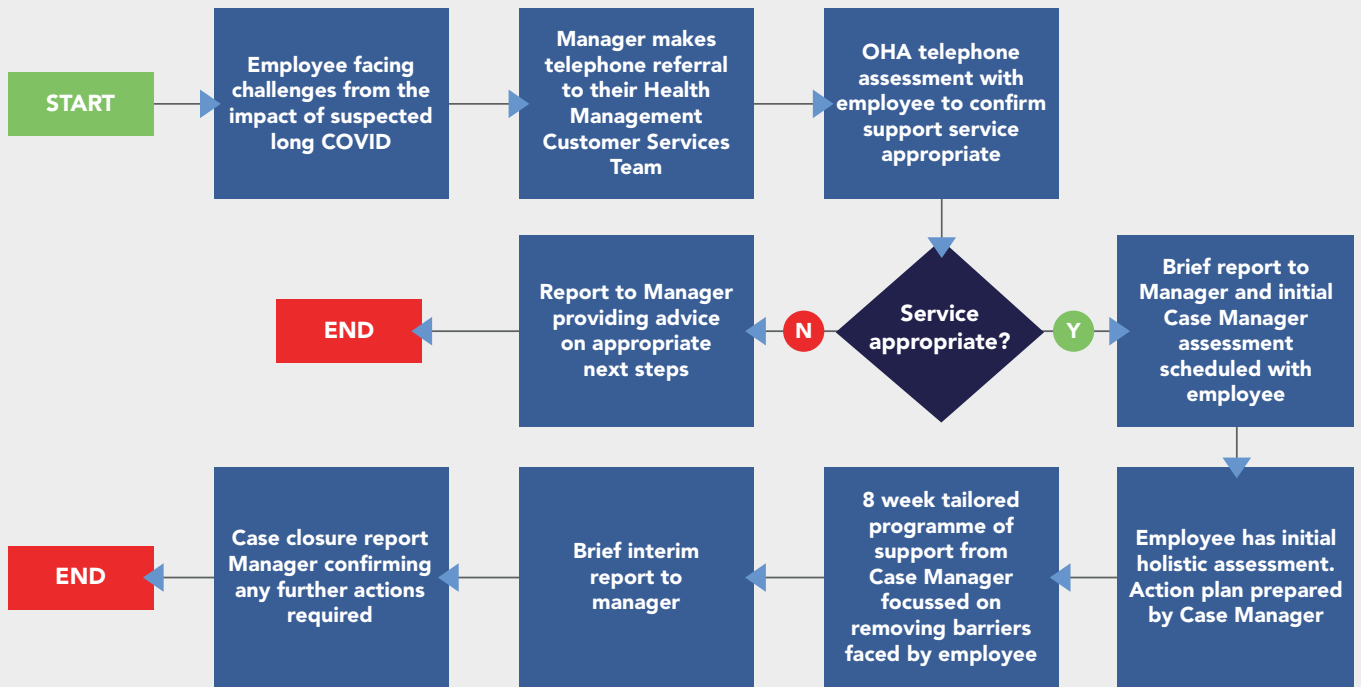 START
Employee facing
challenges from the
impact of suspected
long COVID
Manager makes
telephone referral
to their Health
Management
Customer Services
Team
OHA telephone
assessment with
employee to confirm
support service
appropriate
END
Report to Manager
providing advice
on appropriate
next steps
N
Service
appropriate?
Y
Brief report to
Manager and initial
Case Manager
assessment
scheduled with
employee
Employee has initial
holistic assessment.
Action plan prepared
by Case Manager
8 week tailored
programme of
support from
Case Manager
focussed on
removing barriers
faced by employee
Brief interim
report to
manager
Case closure report
Manager confirming
any further actions
required
END